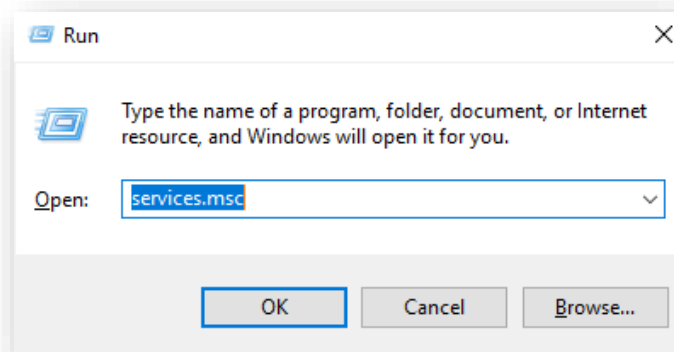 Run
Type the name of a program, folder, document, or Internet
resource, and Windows will open it for you.
Open: services.msc
OK Cancel Browse...